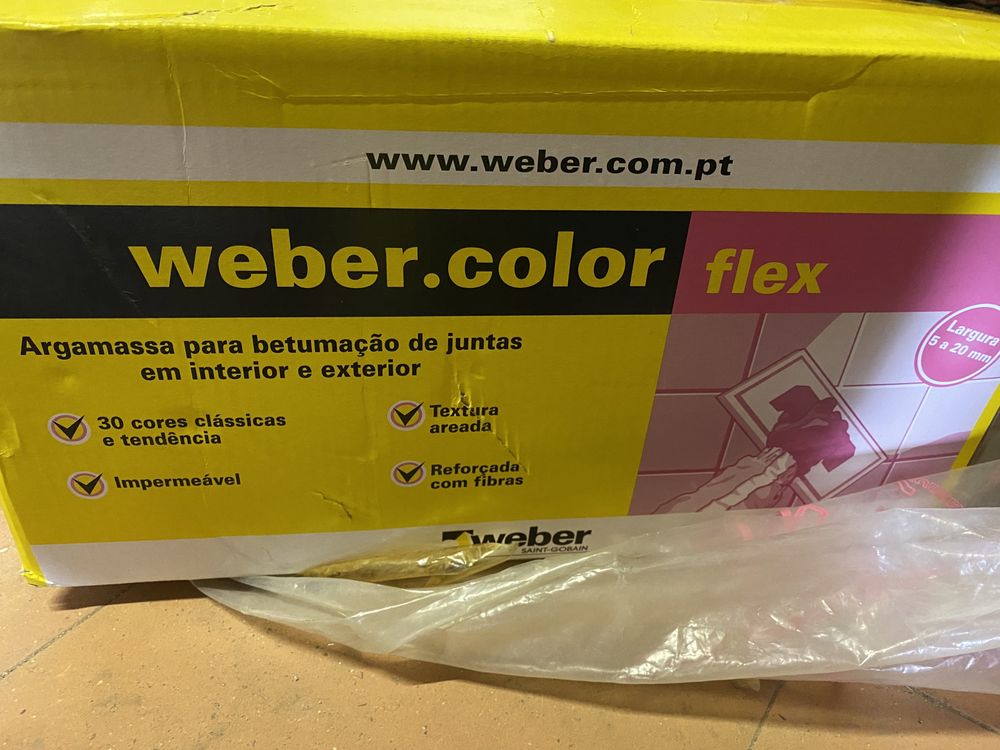 www.weber.com.pt
weber.color flex
Argamassa para betumação de juntas
em interior e exterior
30 cores clássicas
e tendência
Textura
areada
Impermeável
Reforçada
com fibras
Largura
5 a 20 mm
weber
SAINT-GOBAIN